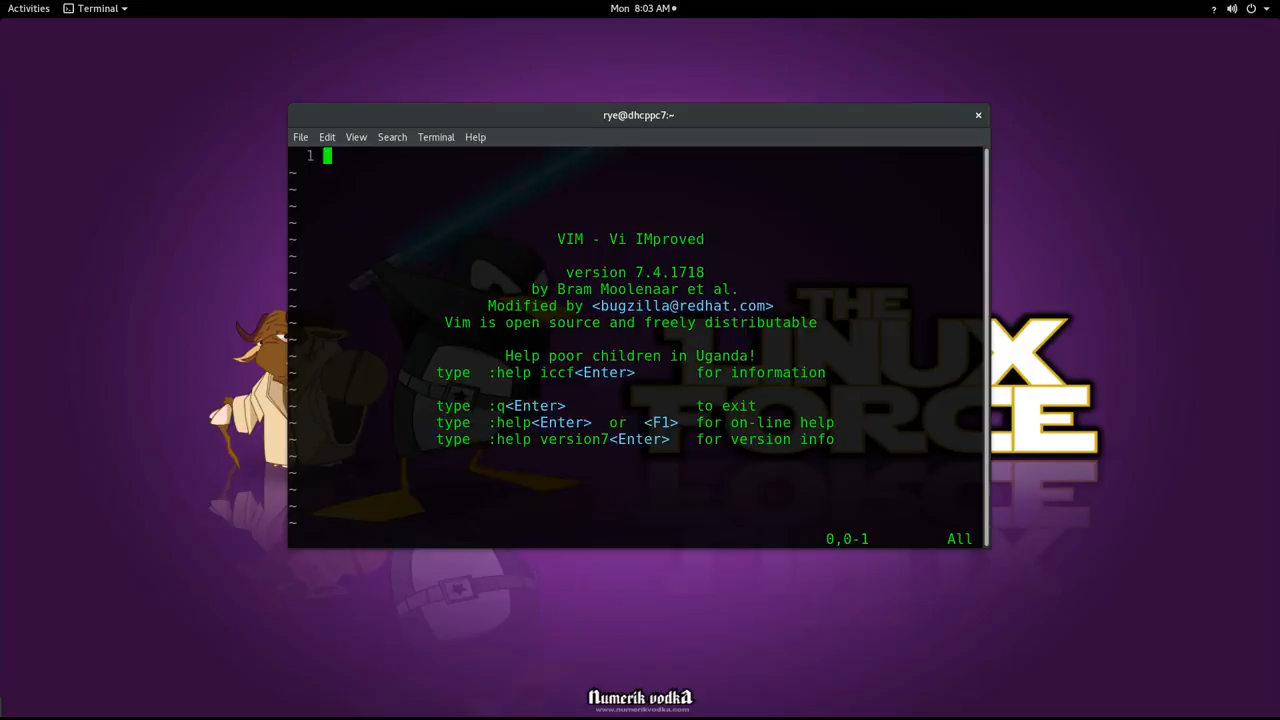 Activities Terminal Mon 8:03 AM ?
rye@dhcppc7:~ ×
File Edit View Search Terminal Help
1
~
~
~
~
~ VIM - Vi IMproved
~
~ version 7.4.1718
~ by Bram Moolenaar et al.
~ Modified by <bugzilla@redhat.com>
~ Vim is open source and freely distributable
~
~ Help poor children in Uganda!
~ type :help iccf<Enter> for information
~
~ type :q<Enter> to exit
~ type :help<Enter> or <F1> for on-line help
~ type :help version7<Enter> for version info
~
~
~
~
~
0,0-1 All
THE
LINUX
FORCE
Numerik vodkA
www.numerikvodka.com